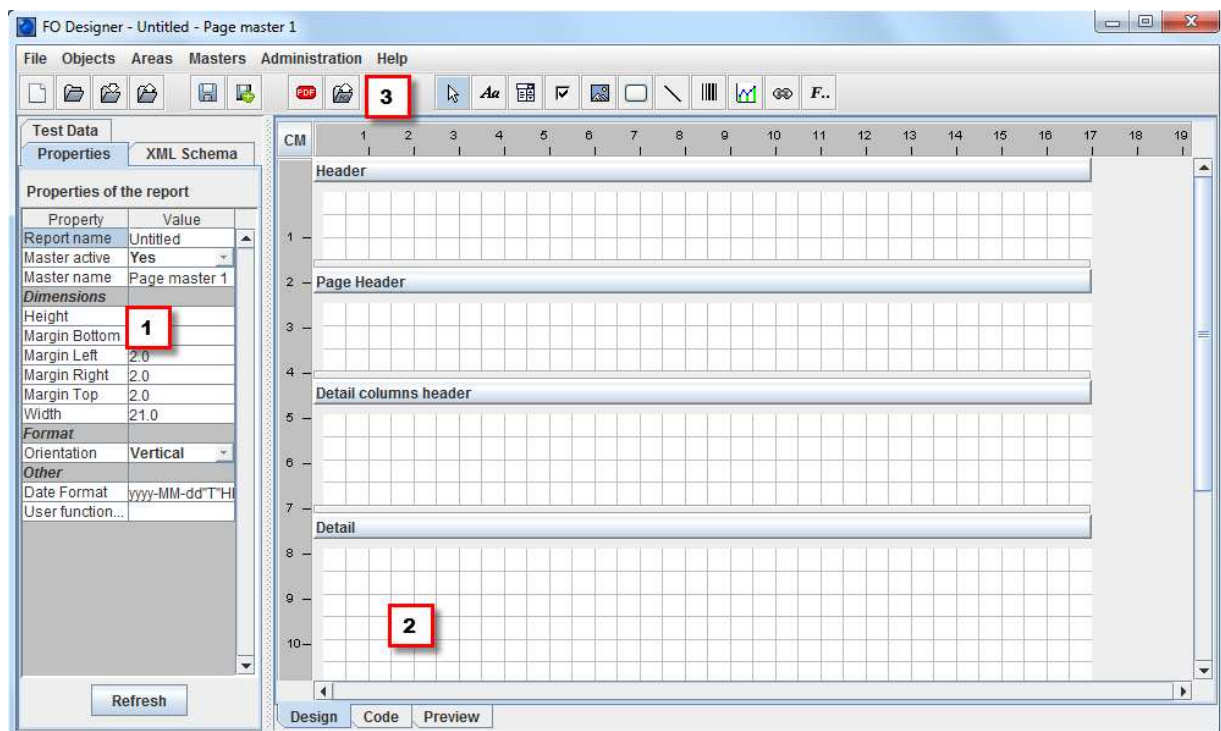 FO Designer - Untitled - Page master 1
File Objects Areas Masters Administration Help
PDF 3 Aa F..
Test Data
Properties XML Schema
Properties of the report
Property Value
Report name Untitled
Master active Yes
Master name Page master 1
Dimensions
Height
Margin Bottom
1
Margin Left 2.0
Margin Right 2.0
Margin Top 2.0
Width 21.0
Format
Orientation Vertical
Other
Date Format yyyy-MM-dd"T"H
User function...
Refresh
CM 1 2 3 4 5 6 7 8 9 10 11 12 13 14 15 16 17 18 19
Header
1
2 Page Header
3
4
Detail columns header
5
6
7
Detail
8
9
2
10
Design Code Preview